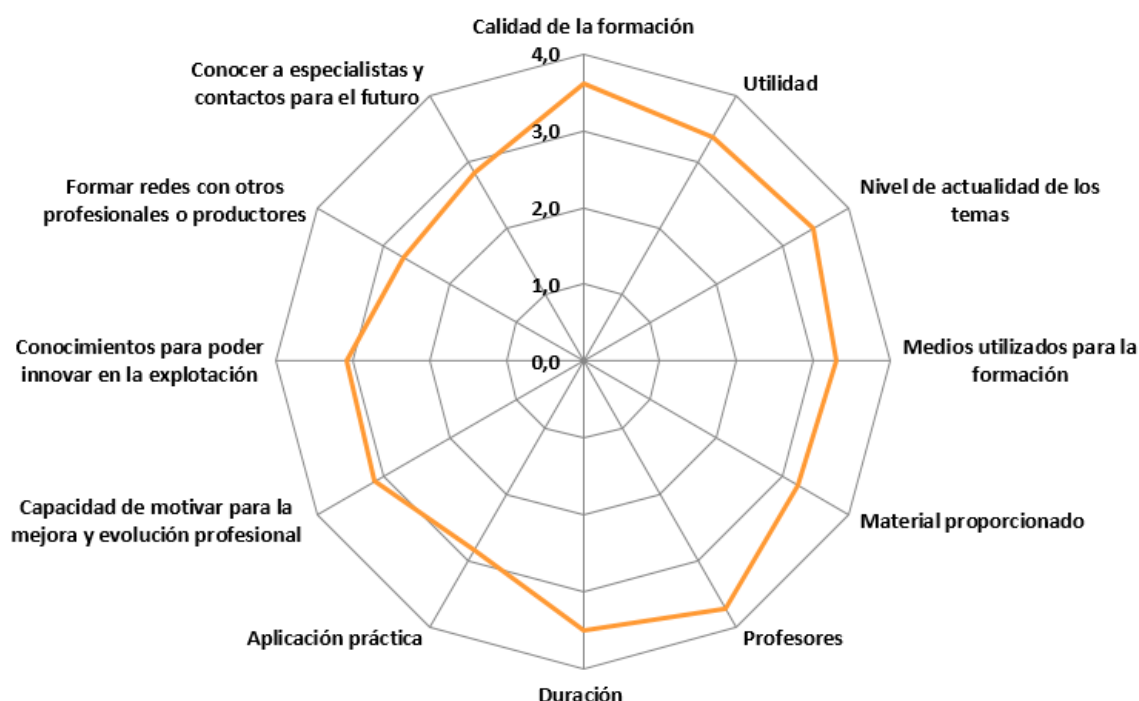 Calidad de la formación
4,0
Conocer a especialistas y
contactos para el futuro
Utilidad
3,0
Formar redes con otros
profesionales o productores
Nivel de actualidad de los
temas
2,0
1,0
Conocimientos para poder
innovar en la explotación
0,0
Medios utilizados para la
formación
Capacidad de motivar para la
mejora y evolución profesional
Material proporcionado
Aplicación práctica
Profesores
Duración